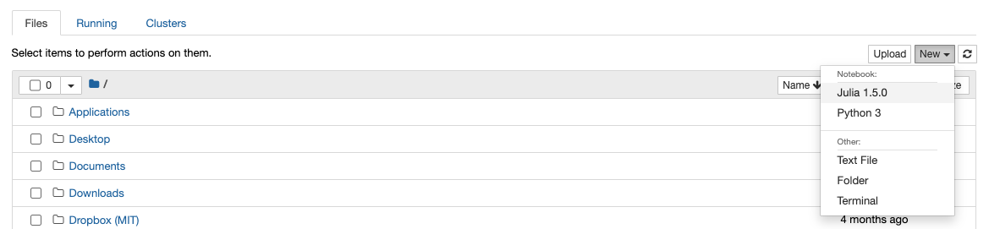 Files Running Clusters
Select items to perform actions on them.
Upload New
0 / Name ze
Notebook:
Julia 1.5.0
Python 3
Other:
Text File
Folder
Terminal
Applications
Desktop
Documents
Downloads
Dropbox (MIT) 4 months ago